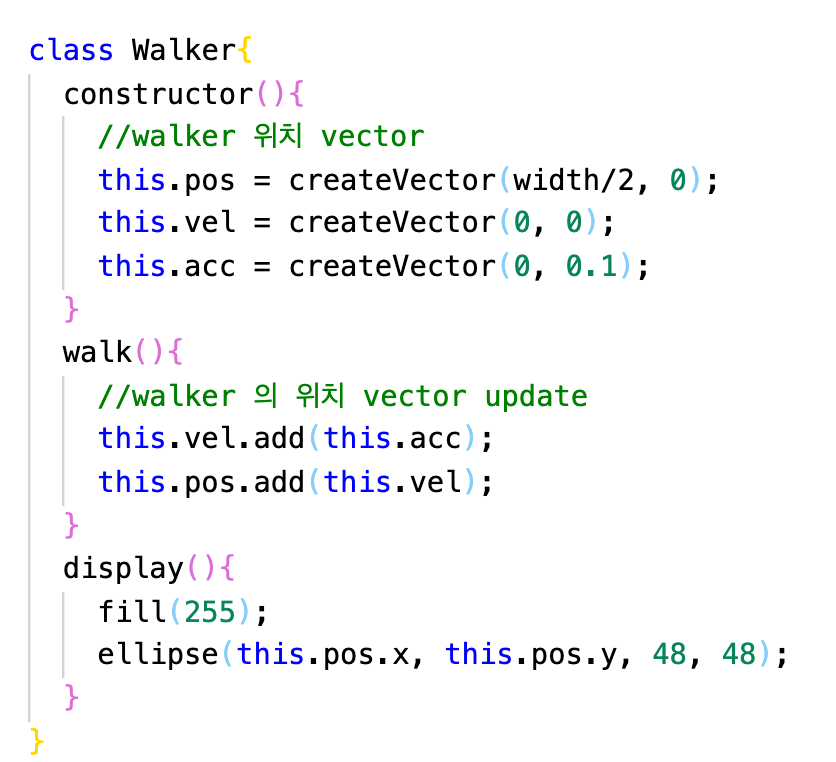 class Walker{
  constructor(){
    //walker 위치 vector
    this.pos = createVector(width/2, 0);
    this.vel = createVector(0, 0);
    this.acc = createVector(0, 0.1);
  }
  walk(){
    //walker 의 위치 vector update
    this.vel.add(this.acc);
    this.pos.add(this.vel);
  }
  display(){
    fill(255);
    ellipse(this.pos.x, this.pos.y, 48, 48);
  }
}